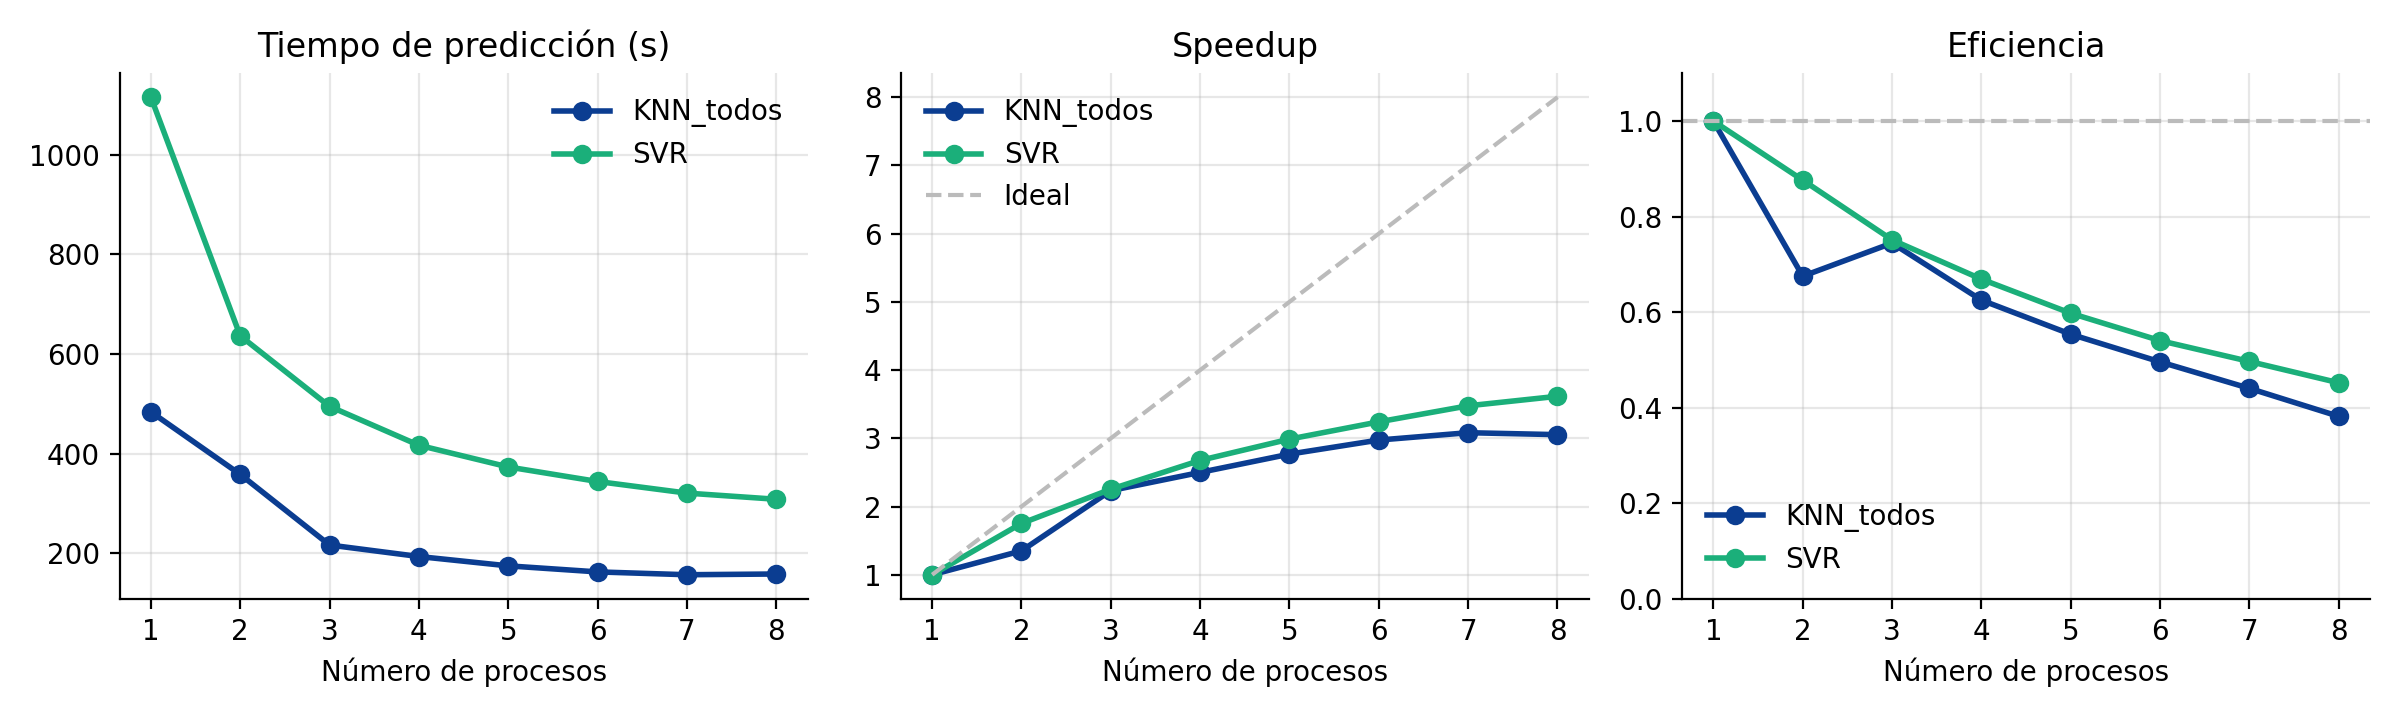 Tiempo de predicción (s)
KNN_todos
SVR
1000
800
600
400
200
1 2 3 4 5 6 7 8
Número de procesos
Speedup
KNN_todos
SVR
Ideal
8
7
6
5
4
3
2
1
1 2 3 4 5 6 7 8
Número de procesos
Eficiencia
1.0
0.8
0.6
0.4
0.2
0.0
KNN_todos
SVR
1 2 3 4 5 6 7 8
Número de procesos